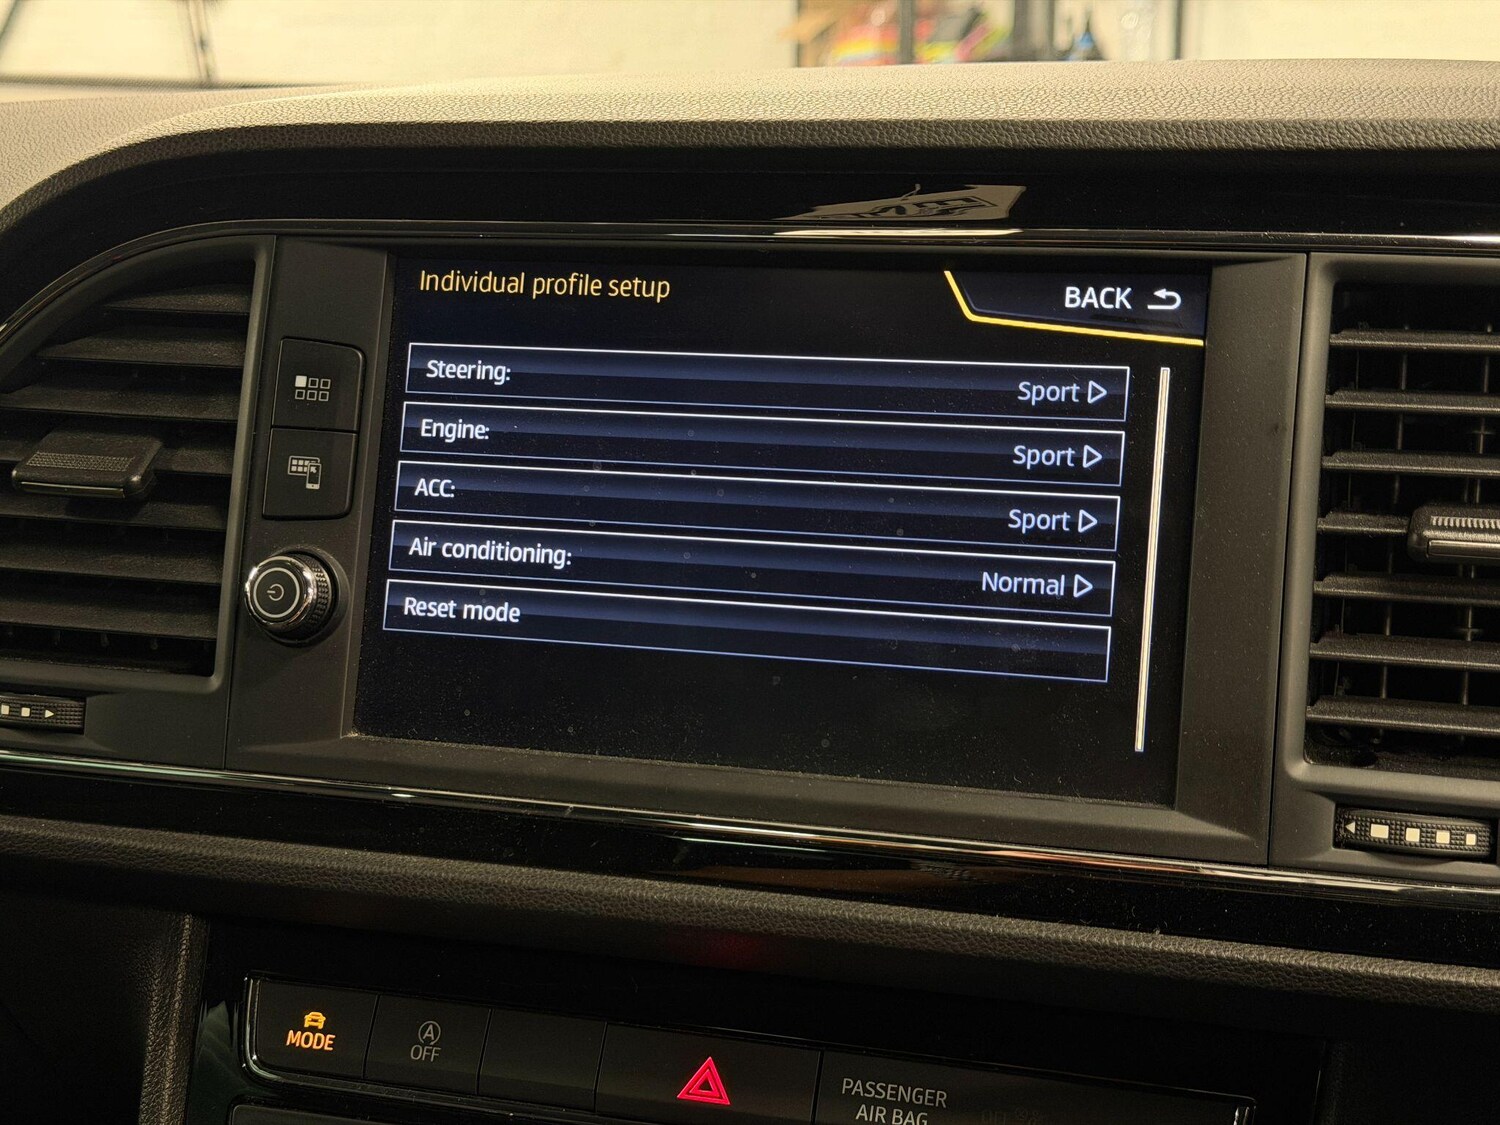 Individual profile setup
BACK
Steering:
Sport
Engine:
Sport
ACC:
Sport
Air conditioning:
Normal
Reset mode
MODE
A
OFF
PASSENGER
AIR BAG
OFF